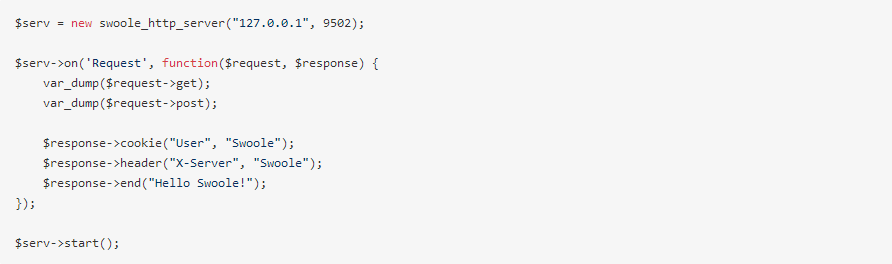 $serv = new swoole_http_server("127.0.0.1", 9502);
$serv->on('Request', function($request, $response) {
    var_dump($request->get);
    var_dump($request->post);
    $response->cookie("User", "Swoole");
    $response->header("X-Server", "Swoole");
    $response->end("Hello Swoole!");
});
$serv->start();